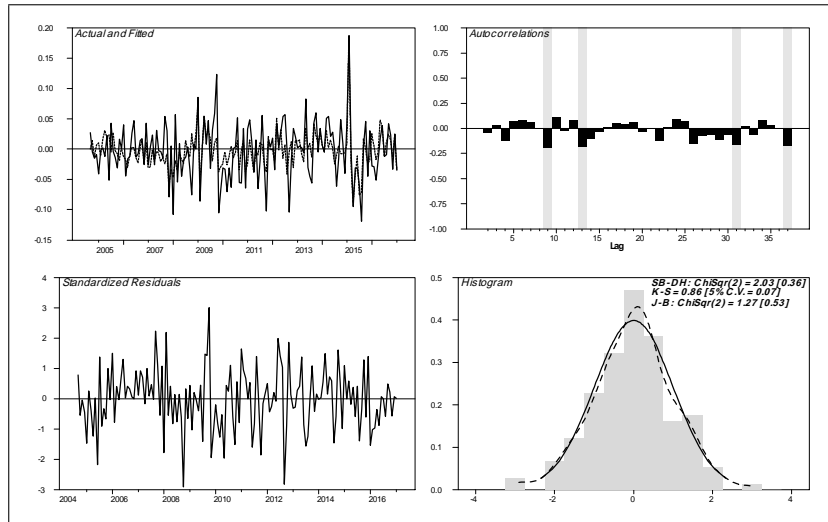 Actual and Fitted
0.20
0.15
0.10
0.05
0.00
-0.05
-0.10
-0.15
2005 2007 2008 2009 2011 2012 2013 2015
Autocorrelations
1.00
0.75
0.50
0.25
0.00
-0.25
-0.50
-0.75
-1.00
5 10 15 20 25 30 35
Lag
Standardized Residuals
4
3
2
1
0
-1
-2
-3
2004 2006 2008 2010 2012 2014 2016
Histogram
SB-DH: ChiSqr(2) = 2.03 [0.36]
K-S = 0.86 [5% C.V. = 0.07]
J-B: ChiSqr(2) = 1.27 [0.53]
0.5
0.4
0.3
0.2
0.1
0.0
-4 -2 0 2 4